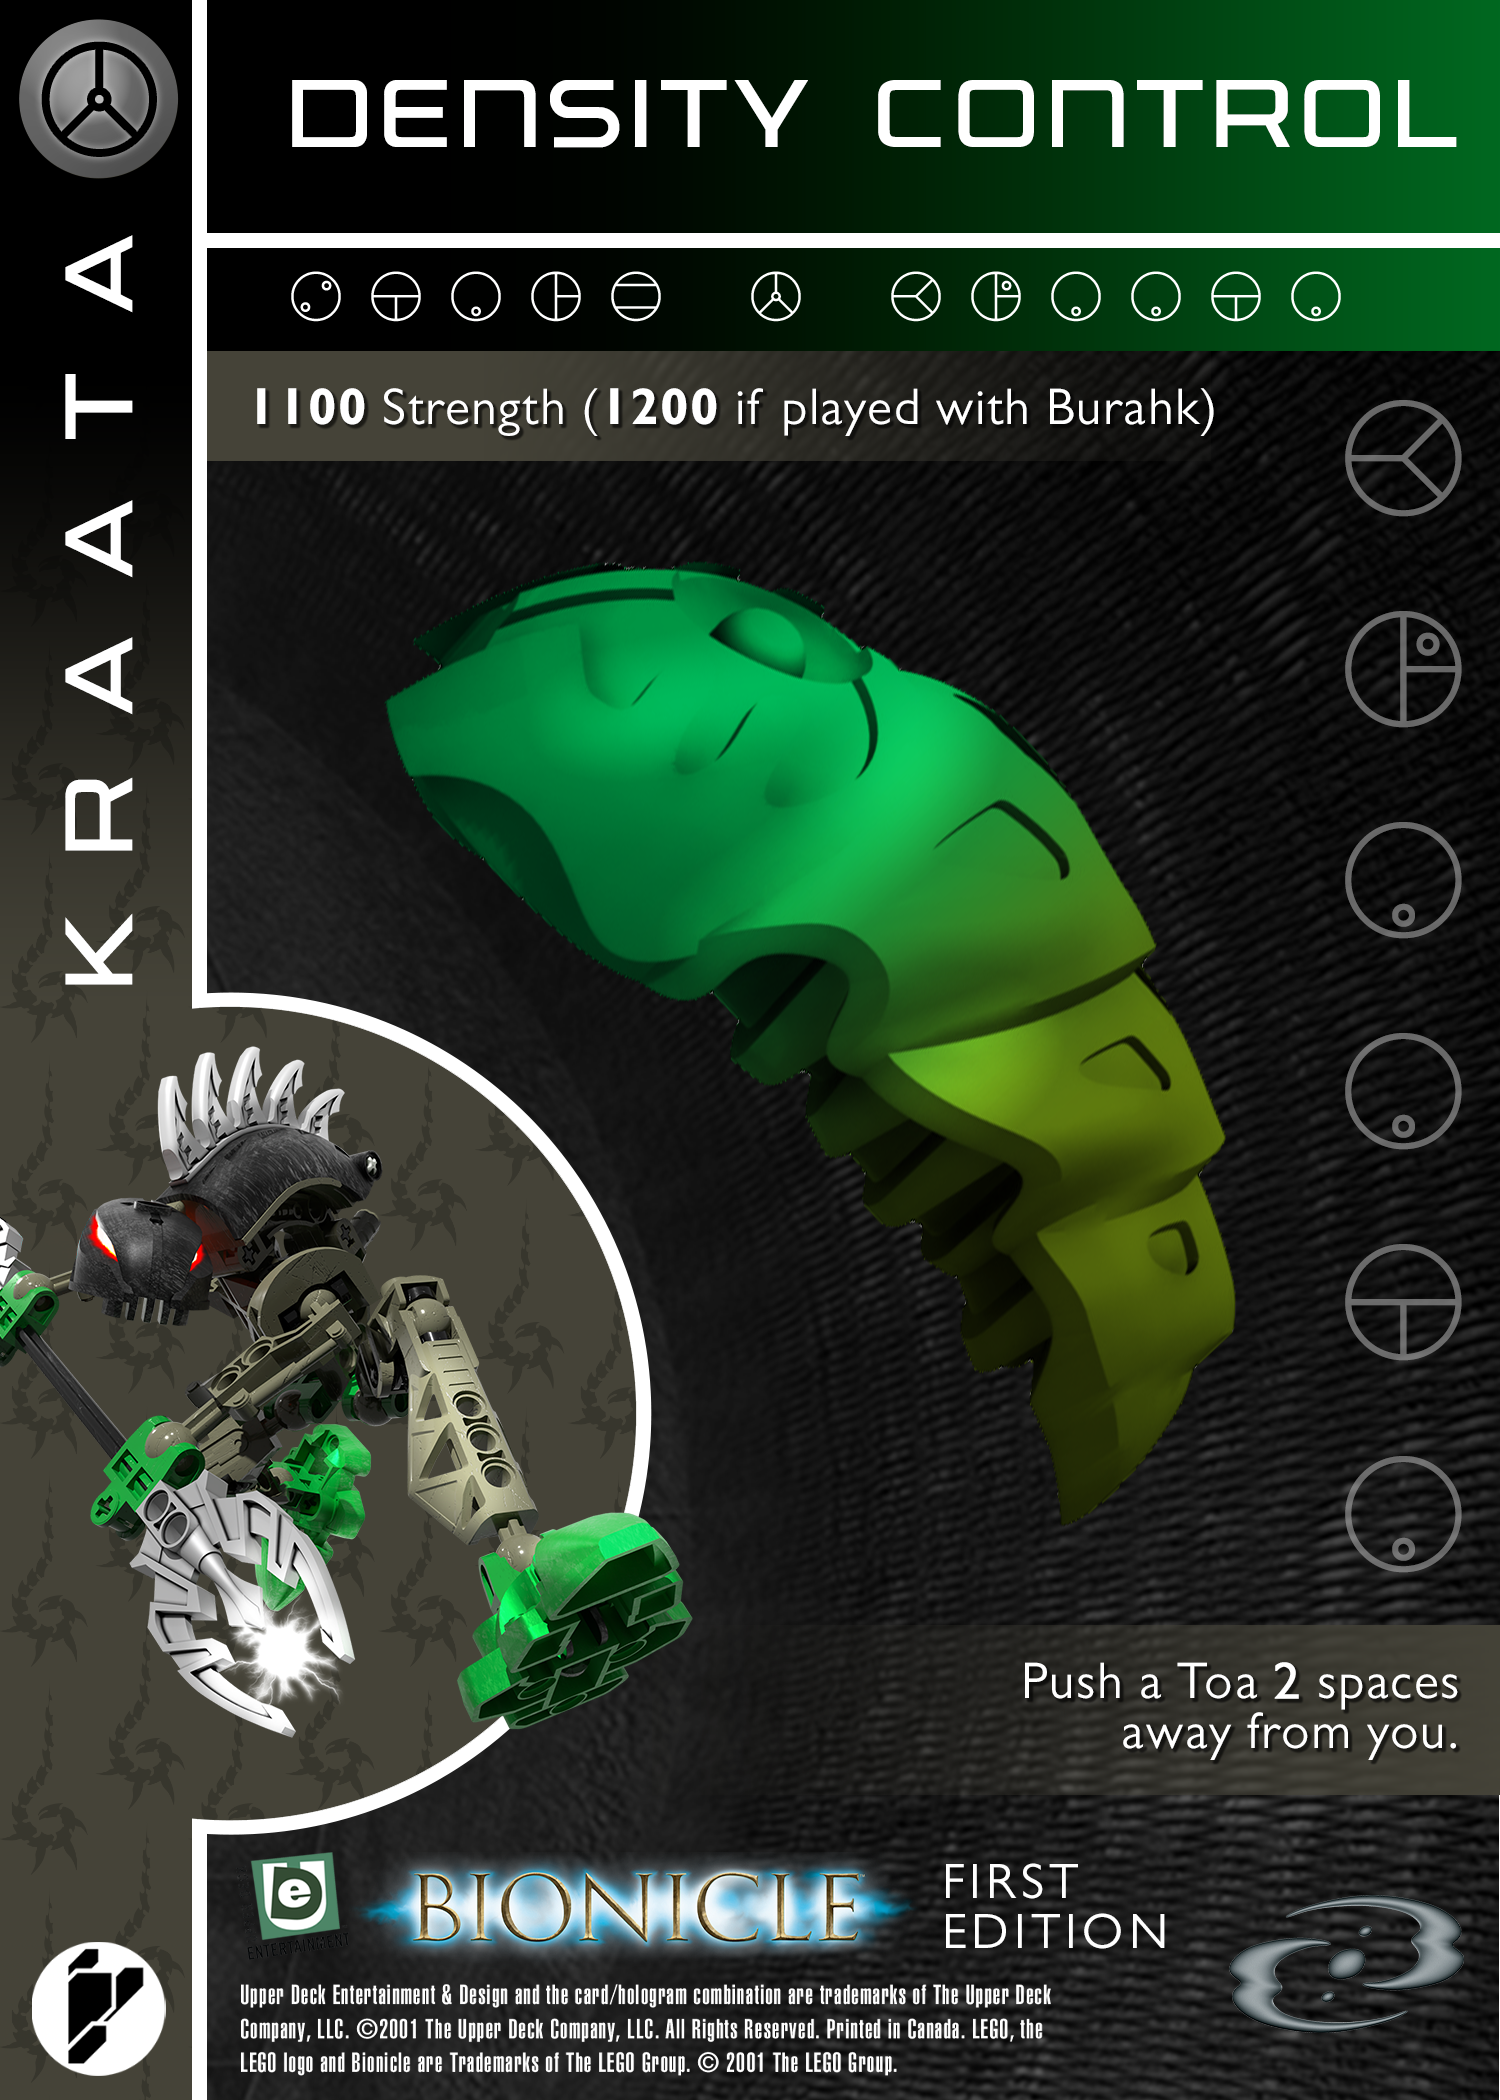 DENSITY CONTROL
KRAATA
1100 Strength (1200 if played with Burahk)
Push a Toa 2 spaces
away from you.
e
ENTERTAINMENT
BIONICLE
FIRST
EDITION
Upper Deck Entertainment & Design and the card/hologram combination are trademarks of The Upper Deck
Company, LLC. ©2001 The Upper Deck Company, LLC. All Rights Reserved. Printed in Canada. LEGO, the
LEGO logo and Bionicle are Trademarks of The LEGO Group. © 2001 The LEGO Group.